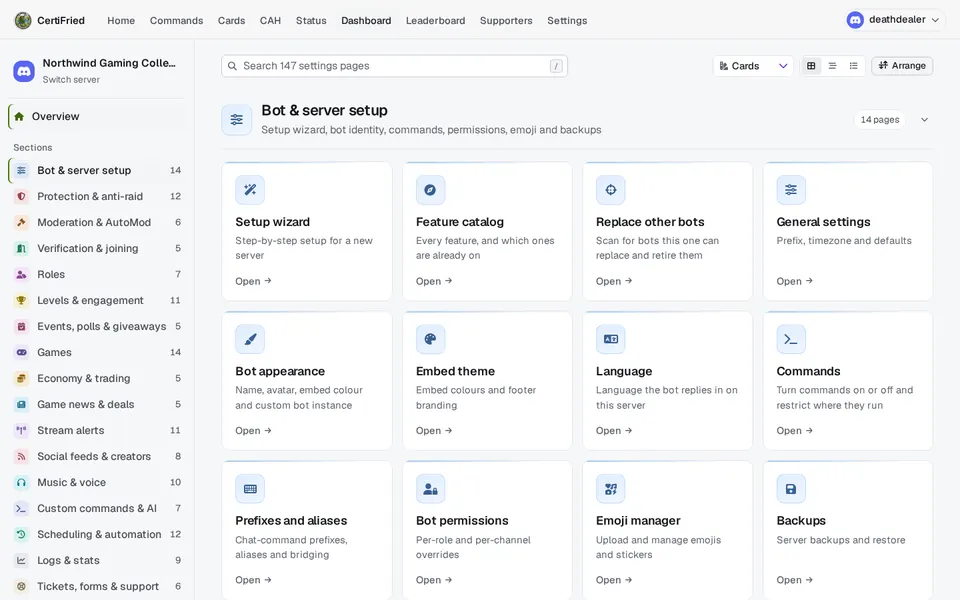 CertiFried
Home
Commands
Cards
CAH
Status
Dashboard
Leaderboard
Supporters
Settings
deathdealer
Northwind Gaming Colle...
Switch server
Overview
Sections
Bot & server setup 14
Protection & anti-raid 12
Moderation & AutoMod 6
Verification & joining 5
Roles 7
Levels & engagement 11
Events, polls & giveaways 5
Games 14
Economy & trading 5
Game news & deals 5
Stream alerts 11
Social feeds & creators 8
Music & voice 10
Custom commands & AI 7
Scheduling & automation 12
Logs & stats 9
Tickets, forms & support 6
Search 147 settings pages /
Cards
Arrange
Bot & server setup
Setup wizard, bot identity, commands, permissions, emoji and backups
14 pages
Setup wizard
Step-by-step setup for a new
server
Open →
Feature catalog
Every feature, and which ones
are already on
Open →
Replace other bots
Scan for bots this one can
replace and retire them
Open →
General settings
Prefix, timezone and defaults
Open →
Bot appearance
Name, avatar, embed colour
and custom bot instance
Open →
Embed theme
Embed colours and footer
branding
Open →
Language
Language the bot replies in on
this server
Open →
Commands
Turn commands on or off and
restrict where they run
Open →
Prefixes and aliases
Chat-command prefixes,
aliases and bridging
Open →
Bot permissions
Per-role and per-channel
overrides
Open →
Emoji manager
Upload and manage emojis
and stickers
Open →
Backups
Server backups and restore
Open →